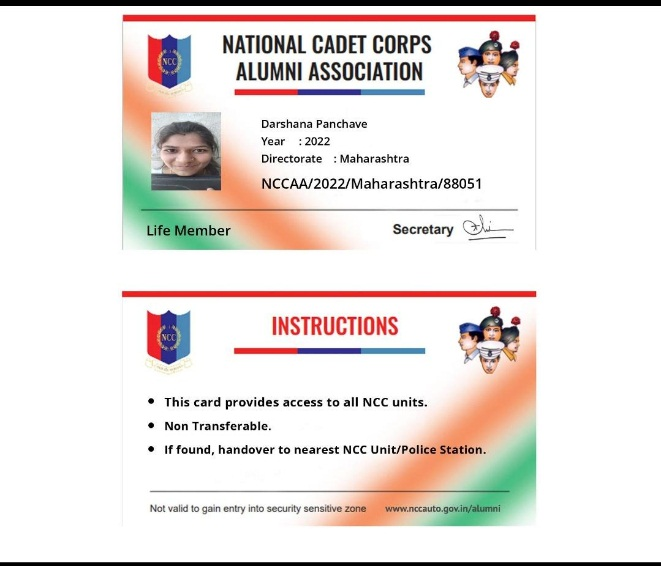 NCC
NATIONAL CADET CORPS
ALUMNI ASSOCIATION
Darshana Panchave
Year : 2022
Directorate : Maharashtra
NCCAA/2022/Maharashtra/88051
Life Member
Secretary
NCC
INSTRUCTIONS
• This card provides access to all NCC units.
• Non Transferable.
• If found, handover to nearest NCC Unit/Police Station.
Not valid to gain entry into security sensitive zone www.nccauto.gov.in/alumni